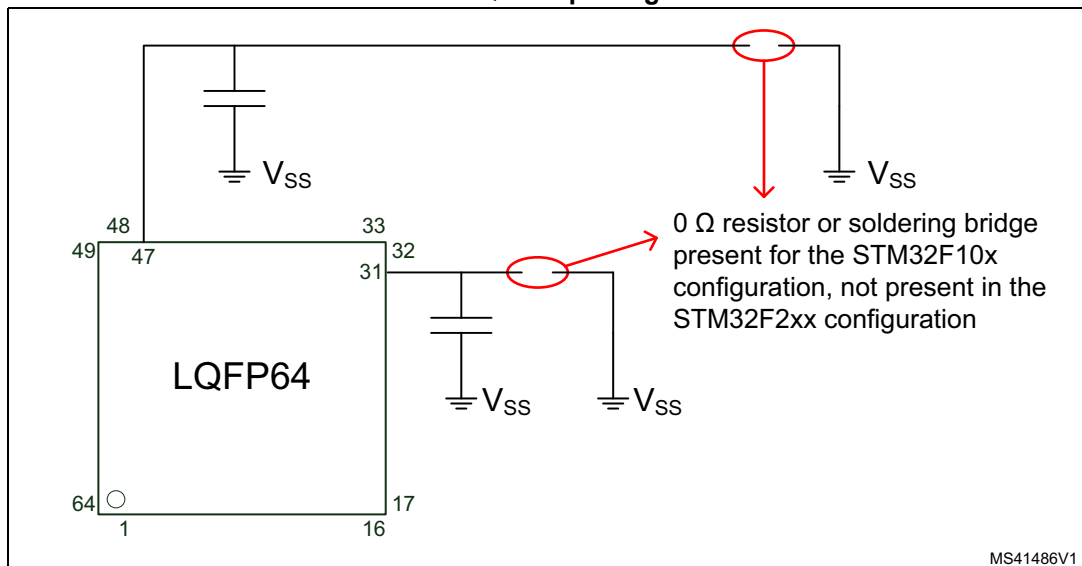 VSS
VSS
48
33
49
47
32
31
0 Ω resistor or soldering bridge
present for the STM32F10x
configuration, not present in the
STM32F2xx configuration
LQFP64
VSS
VSS
64
17
1
16
MS41486V1